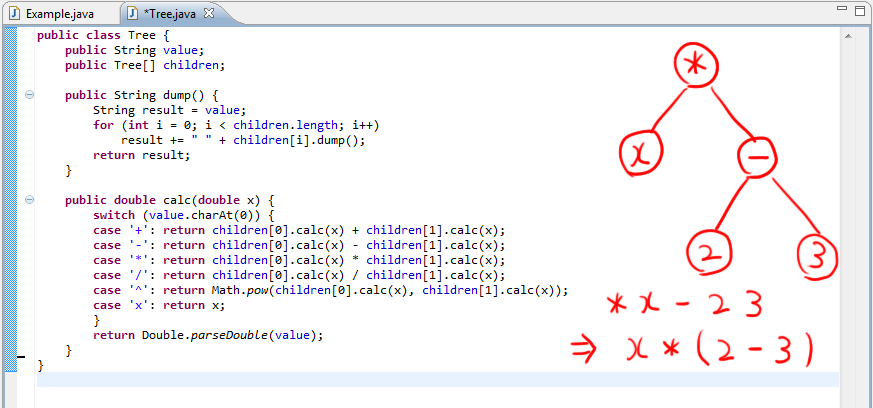 Example.java *Tree.java
public class Tree {
public String value;
public Tree[] children;
public String dump() {
String result = value;
for (int i = 0; i < children.length; i++)
result += " " + children[i].dump();
return result;
}
public double calc(double x) {
switch (value.charAt(0)) {
case '+': return children[0].calc(x) + children[1].calc(x);
case '-': return children[0].calc(x) - children[1].calc(x);
case '*': return children[0].calc(x) * children[1].calc(x);
case '/': return children[0].calc(x) / children[1].calc(x);
case '^': return Math.pow(children[0].calc(x), children[1].calc(x));
case 'x': return x;
}
return Double.parseDouble(value);
}
}
*
x −
2 3
* x − 2 3
⇒ x * (2 − 3)